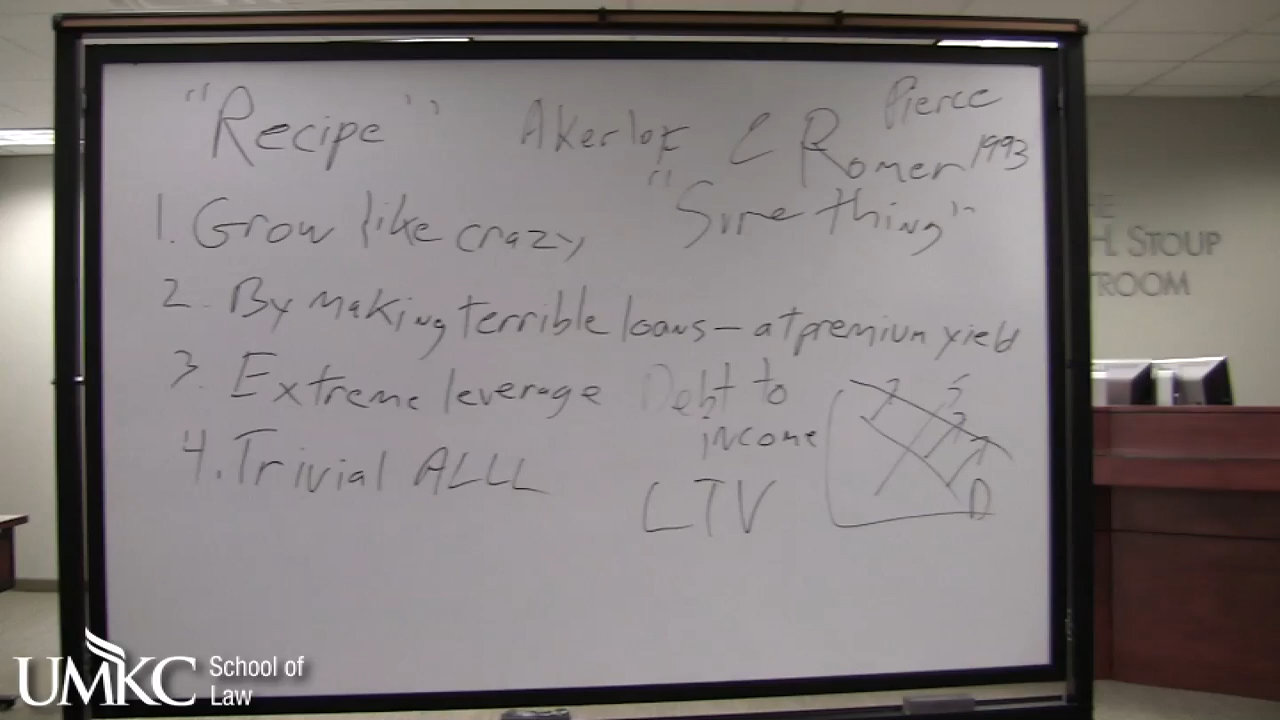 "Recipe" Akerlof & Romer Pierce 1993
1. Grow like crazy "Sure thing"
2. By making terrible loans - at premium yield
3. Extreme leverage Debt to income
4. Trivial ALLL LTV
S
D
H. STOUP
ROOM
UMKC School of Law